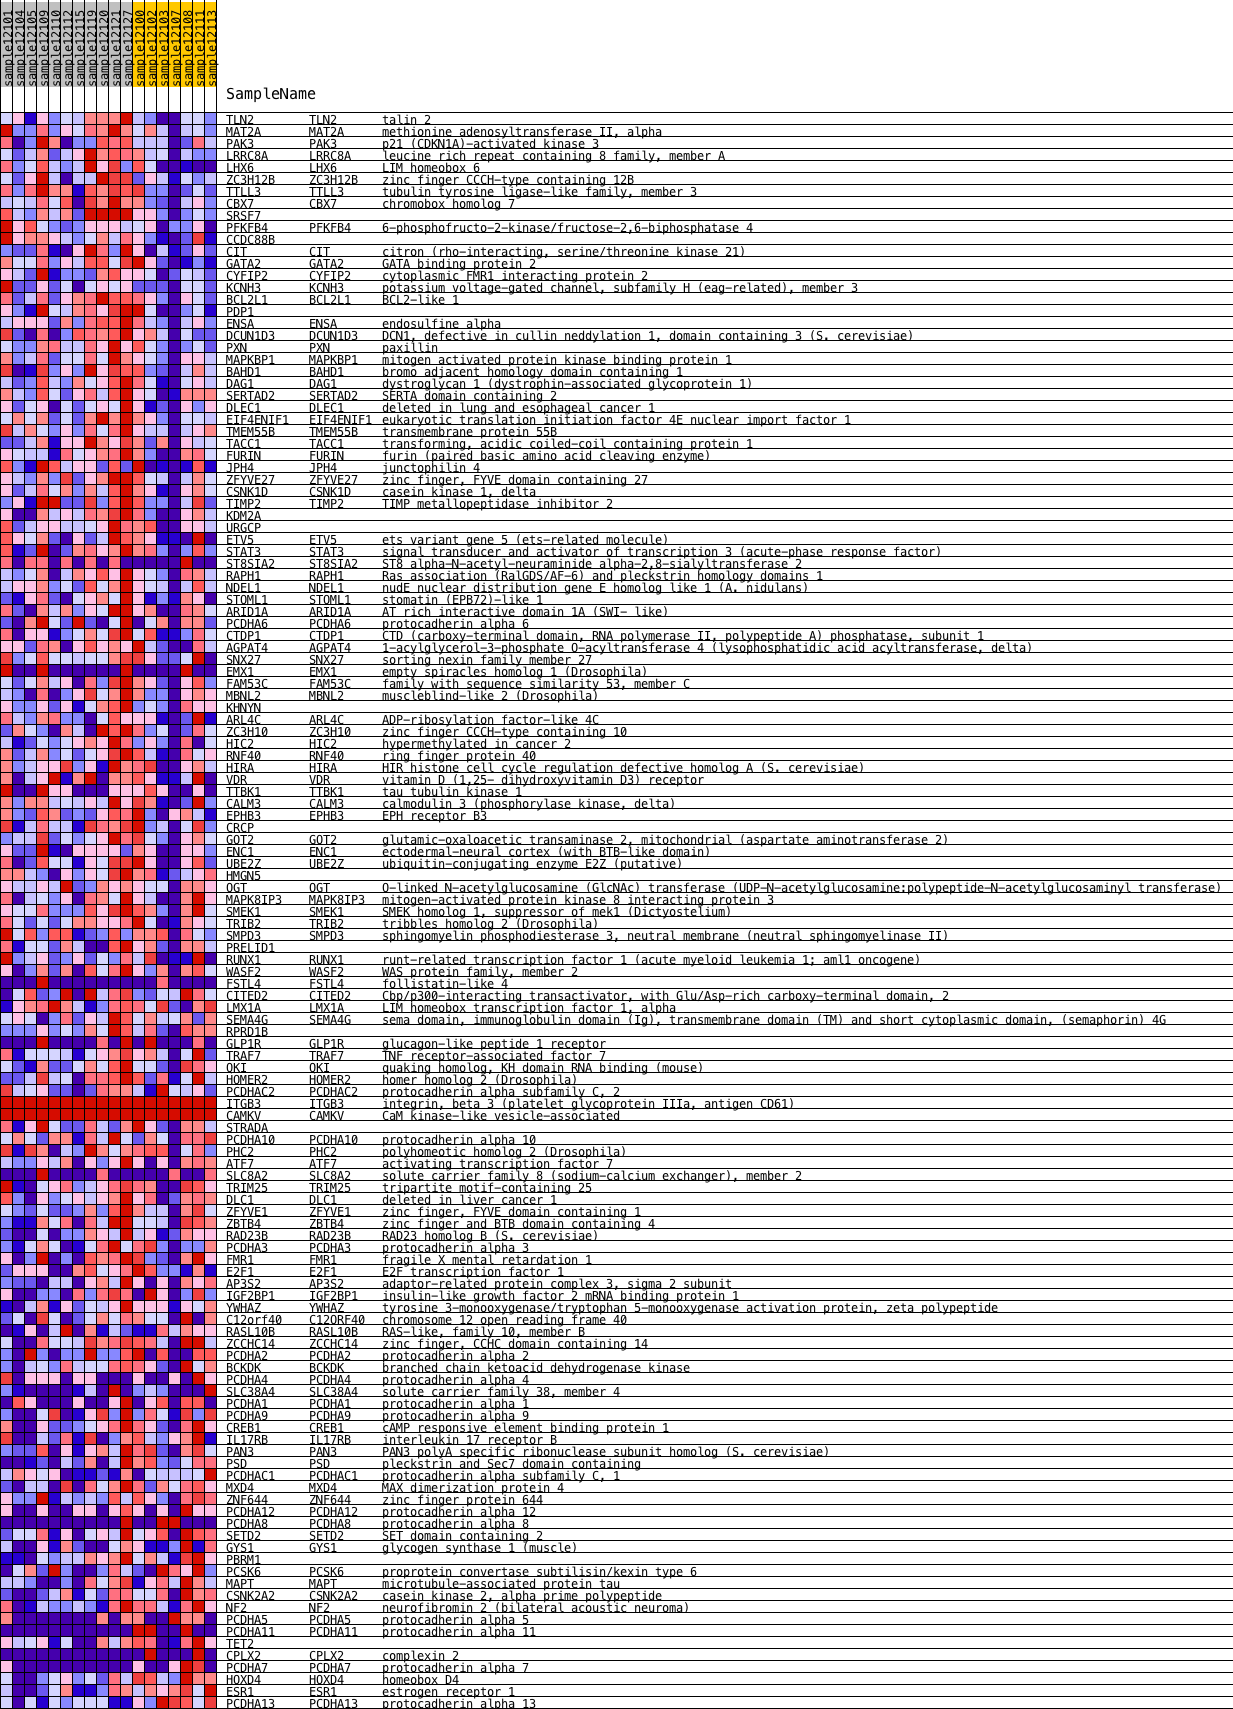 sample12101
sample12104
sample12105
sample12109
sample12110
sample12112
sample12115
sample12119
sample12120
sample12121
sample12127
sample12100
sample12102
sample12103
sample12107
sample12108
sample12111
sample12113
SampleName
TLN2 TLN2 talin 2
MAT2A MAT2A methionine adenosyltransferase II, alpha
PAK3 PAK3 p21 (CDKN1A)-activated kinase 3
LRRC8A LRRC8A leucine rich repeat containing 8 family, member A
LHX6 LHX6 LIM homeobox 6
ZC3H12B ZC3H12B zinc finger CCCH-type containing 12B
TTLL3 TTLL3 tubulin tyrosine ligase-like family, member 3
CBX7 CBX7 chromobox homolog 7
SRSF7
PFKFB4 PFKFB4 6-phosphofructo-2-kinase/fructose-2,6-biphosphatase 4
CCDC88B
CIT CIT citron (rho-interacting, serine/threonine kinase 21)
GATA2 GATA2 GATA binding protein 2
CYFIP2 CYFIP2 cytoplasmic FMR1 interacting protein 2
KCNH3 KCNH3 potassium voltage-gated channel, subfamily H (eag-related), member 3
BCL2L1 BCL2L1 BCL2-like 1
PDP1
ENSA ENSA endosulfine alpha
DCUN1D3 DCUN1D3 DCN1, defective in cullin neddylation 1, domain containing 3 (S. cerevisiae)
PXN PXN paxillin
MAPKBP1 MAPKBP1 mitogen activated protein kinase binding protein 1
BAHD1 BAHD1 bromo adjacent homology domain containing 1
DAG1 DAG1 dystroglycan 1 (dystrophin-associated glycoprotein 1)
SERTAD2 SERTAD2 SERTA domain containing 2
DLEC1 DLEC1 deleted in lung and esophageal cancer 1
EIF4ENIF1 EIF4ENIF1 eukaryotic translation initiation factor 4E nuclear import factor 1
TMEM55B TMEM55B transmembrane protein 55B
TACC1 TACC1 transforming, acidic coiled-coil containing protein 1
FURIN FURIN furin (paired basic amino acid cleaving enzyme)
JPH4 JPH4 junctophilin 4
ZFYVE27 ZFYVE27 zinc finger, FYVE domain containing 27
CSNK1D CSNK1D casein kinase 1, delta
TIMP2 TIMP2 TIMP metallopeptidase inhibitor 2
KDM2A
URGCP
ETV5 ETV5 ets variant gene 5 (ets-related molecule)
STAT3 STAT3 signal transducer and activator of transcription 3 (acute-phase response factor)
ST8SIA2 ST8SIA2 ST8 alpha-N-acetyl-neuraminide alpha-2,8-sialyltransferase 2
RAPH1 RAPH1 Ras association (RalGDS/AF-6) and pleckstrin homology domains 1
NDEL1 NDEL1 nudE nuclear distribution gene E homolog like 1 (A. nidulans)
STOML1 STOML1 stomatin (EPB72)-like 1
ARID1A ARID1A AT rich interactive domain 1A (SWI- like)
PCDHA6 PCDHA6 protocadherin alpha 6
CTDP1 CTDP1 CTD (carboxy-terminal domain, RNA polymerase II, polypeptide A) phosphatase, subunit 1
AGPAT4 AGPAT4 1-acylglycerol-3-phosphate O-acyltransferase 4 (lysophosphatidic acid acyltransferase, delta)
SNX27 SNX27 sorting nexin family member 27
EMX1 EMX1 empty spiracles homolog 1 (Drosophila)
FAM53C FAM53C family with sequence similarity 53, member C
MBNL2 MBNL2 muscleblind-like 2 (Drosophila)
KHNYN
ARL4C ARL4C ADP-ribosylation factor-like 4C
ZC3H10 ZC3H10 zinc finger CCCH-type containing 10
HIC2 HIC2 hypermethylated in cancer 2
RNF40 RNF40 ring finger protein 40
HIRA HIRA HIR histone cell cycle regulation defective homolog A (S. cerevisiae)
VDR VDR vitamin D (1,25- dihydroxyvitamin D3) receptor
TTBK1 TTBK1 tau tubulin kinase 1
CALM3 CALM3 calmodulin 3 (phosphorylase kinase, delta)
EPHB3 EPHB3 EPH receptor B3
CRCP
GOT2 GOT2 glutamic-oxaloacetic transaminase 2, mitochondrial (aspartate aminotransferase 2)
ENC1 ENC1 ectodermal-neural cortex (with BTB-like domain)
UBE2Z UBE2Z ubiquitin-conjugating enzyme E2Z (putative)
HMGN5
OGT OGT O-linked N-acetylglucosamine (GlcNAc) transferase (UDP-N-acetylglucosamine:polypeptide-N-acetylglucosaminyl transferase)
MAPK8IP3 MAPK8IP3 mitogen-activated protein kinase 8 interacting protein 3
SMEK1 SMEK1 SMEK homolog 1, suppressor of mek1 (Dictyostelium)
TRIB2 TRIB2 tribbles homolog 2 (Drosophila)
SMPD3 SMPD3 sphingomyelin phosphodiesterase 3, neutral membrane (neutral sphingomyelinase II)
PRELID1
RUNX1 RUNX1 runt-related transcription factor 1 (acute myeloid leukemia 1; aml1 oncogene)
WASF2 WASF2 WAS protein family, member 2
FSTL4 FSTL4 follistatin-like 4
CITED2 CITED2 Cbp/p300-interacting transactivator, with Glu/Asp-rich carboxy-terminal domain, 2
LMX1A LMX1A LIM homeobox transcription factor 1, alpha
SEMA4G SEMA4G sema domain, immunoglobulin domain (Ig), transmembrane domain (TM) and short cytoplasmic domain, (semaphorin) 4G
RPRD1B
GLP1R GLP1R glucagon-like peptide 1 receptor
TRAF7 TRAF7 TNF receptor-associated factor 7
QKI QKI quaking homolog, KH domain RNA binding (mouse)
HOMER2 HOMER2 homer homolog 2 (Drosophila)
PCDHAC2 PCDHAC2 protocadherin alpha subfamily C, 2
ITGB3 ITGB3 integrin, beta 3 (platelet glycoprotein IIIa, antigen CD61)
CAMKV CAMKV CaM kinase-like vesicle-associated
STRADA
PCDHA10 PCDHA10 protocadherin alpha 10
PHC2 PHC2 polyhomeotic homolog 2 (Drosophila)
ATF7 ATF7 activating transcription factor 7
SLC8A2 SLC8A2 solute carrier family 8 (sodium-calcium exchanger), member 2
TRIM25 TRIM25 tripartite motif-containing 25
DLC1 DLC1 deleted in liver cancer 1
ZFYVE1 ZFYVE1 zinc finger, FYVE domain containing 1
ZBTB4 ZBTB4 zinc finger and BTB domain containing 4
RAD23B RAD23B RAD23 homolog B (S. cerevisiae)
PCDHA3 PCDHA3 protocadherin alpha 3
FMR1 FMR1 fragile X mental retardation 1
E2F1 E2F1 E2F transcription factor 1
AP3S2 AP3S2 adaptor-related protein complex 3, sigma 2 subunit
IGF2BP1 IGF2BP1 insulin-like growth factor 2 mRNA binding protein 1
YWHAZ YWHAZ tyrosine 3-monooxygenase/tryptophan 5-monooxygenase activation protein, zeta polypeptide
C12orf40 C12ORF40 chromosome 12 open reading frame 40
RASL10B RASL10B RAS-like, family 10, member B
ZCCHC14 ZCCHC14 zinc finger, CCHC domain containing 14
PCDHA2 PCDHA2 protocadherin alpha 2
BCKDK BCKDK branched chain ketoacid dehydrogenase kinase
PCDHA4 PCDHA4 protocadherin alpha 4
SLC38A4 SLC38A4 solute carrier family 38, member 4
PCDHA1 PCDHA1 protocadherin alpha 1
PCDHA9 PCDHA9 protocadherin alpha 9
CREB1 CREB1 cAMP responsive element binding protein 1
IL17RB IL17RB interleukin 17 receptor B
PAN3 PAN3 PAN3 polyA specific ribonuclease subunit homolog (S. cerevisiae)
PSD PSD pleckstrin and Sec7 domain containing
PCDHAC1 PCDHAC1 protocadherin alpha subfamily C, 1
MXD4 MXD4 MAX dimerization protein 4
ZNF644 ZNF644 zinc finger protein 644
PCDHA12 PCDHA12 protocadherin alpha 12
PCDHA8 PCDHA8 protocadherin alpha 8
SETD2 SETD2 SET domain containing 2
GYS1 GYS1 glycogen synthase 1 (muscle)
PBRM1
PCSK6 PCSK6 proprotein convertase subtilisin/kexin type 6
MAPT MAPT microtubule-associated protein tau
CSNK2A2 CSNK2A2 casein kinase 2, alpha prime polypeptide
NF2 NF2 neurofibromin 2 (bilateral acoustic neuroma)
PCDHA5 PCDHA5 protocadherin alpha 5
PCDHA11 PCDHA11 protocadherin alpha 11
TET2
CPLX2 CPLX2 complexin 2
PCDHA7 PCDHA7 protocadherin alpha 7
HOXD4 HOXD4 homeobox D4
ESR1 ESR1 estrogen receptor 1
PCDHA13 PCDHA13 protocadherin alpha 13